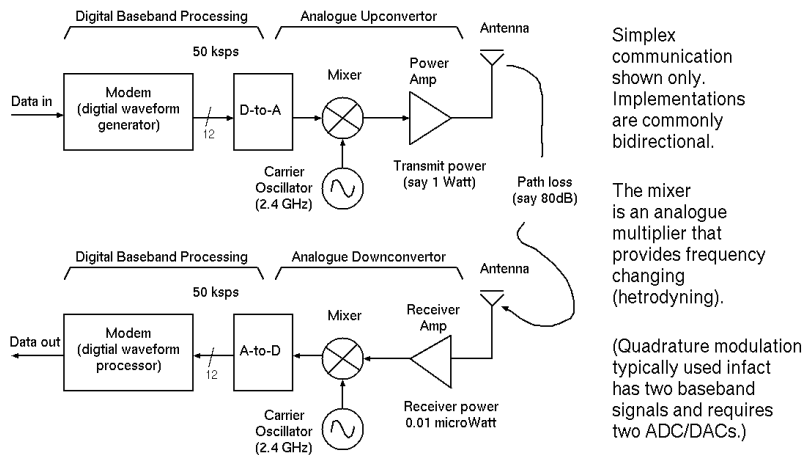 Digital Baseband Processing
Analogue Upconvertor
50 ksps
Antenna
Data in
Modem
(digtial waveform
generator)
12
D-to-A
Mixer
Power
Amp
Carrier
Oscillator
(2.4 GHz)
Transmit power
(say 1 Watt)
Path loss
(say 80dB)
Digital Baseband Processing
Analogue Downconvertor
50 ksps
Antenna
Data out
Modem
(digtial waveform
processor)
12
A-to-D
Mixer
Receiver
Amp
Carrier
Oscillator
(2.4 GHz)
Receiver power
0.01 microWatt
Simplex
communication
shown only.
Implementations
are commonly
bidirectional.
The mixer
is an analogue
multiplier that
provides frequency
changing
(hetrodyning).
(Quadrature modulation
typically used infact
has two baseband
signals and requires
two ADC/DACs.)